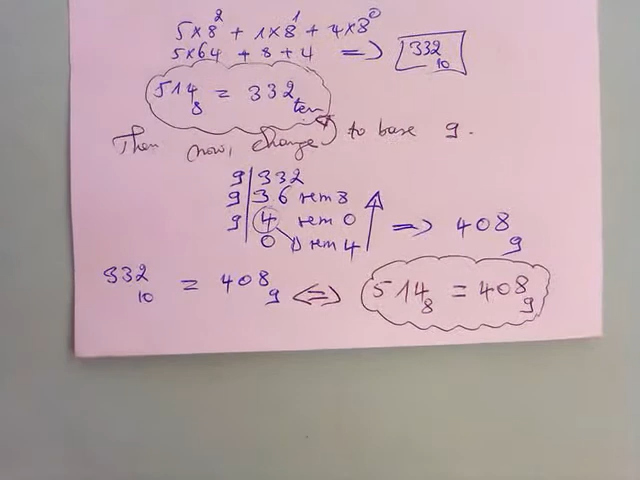 5×8² + 1×8¹ + 4×8⁰
5×64 + 8 + 4 => 332₁₀
514₈ = 332ten
Then now, change to base 9.
9|332
9|36 rem 8
9|4 rem 0 => 408₉
0 rem 4
332₁₀ = 408₉ <=> 514₈ = 408₉